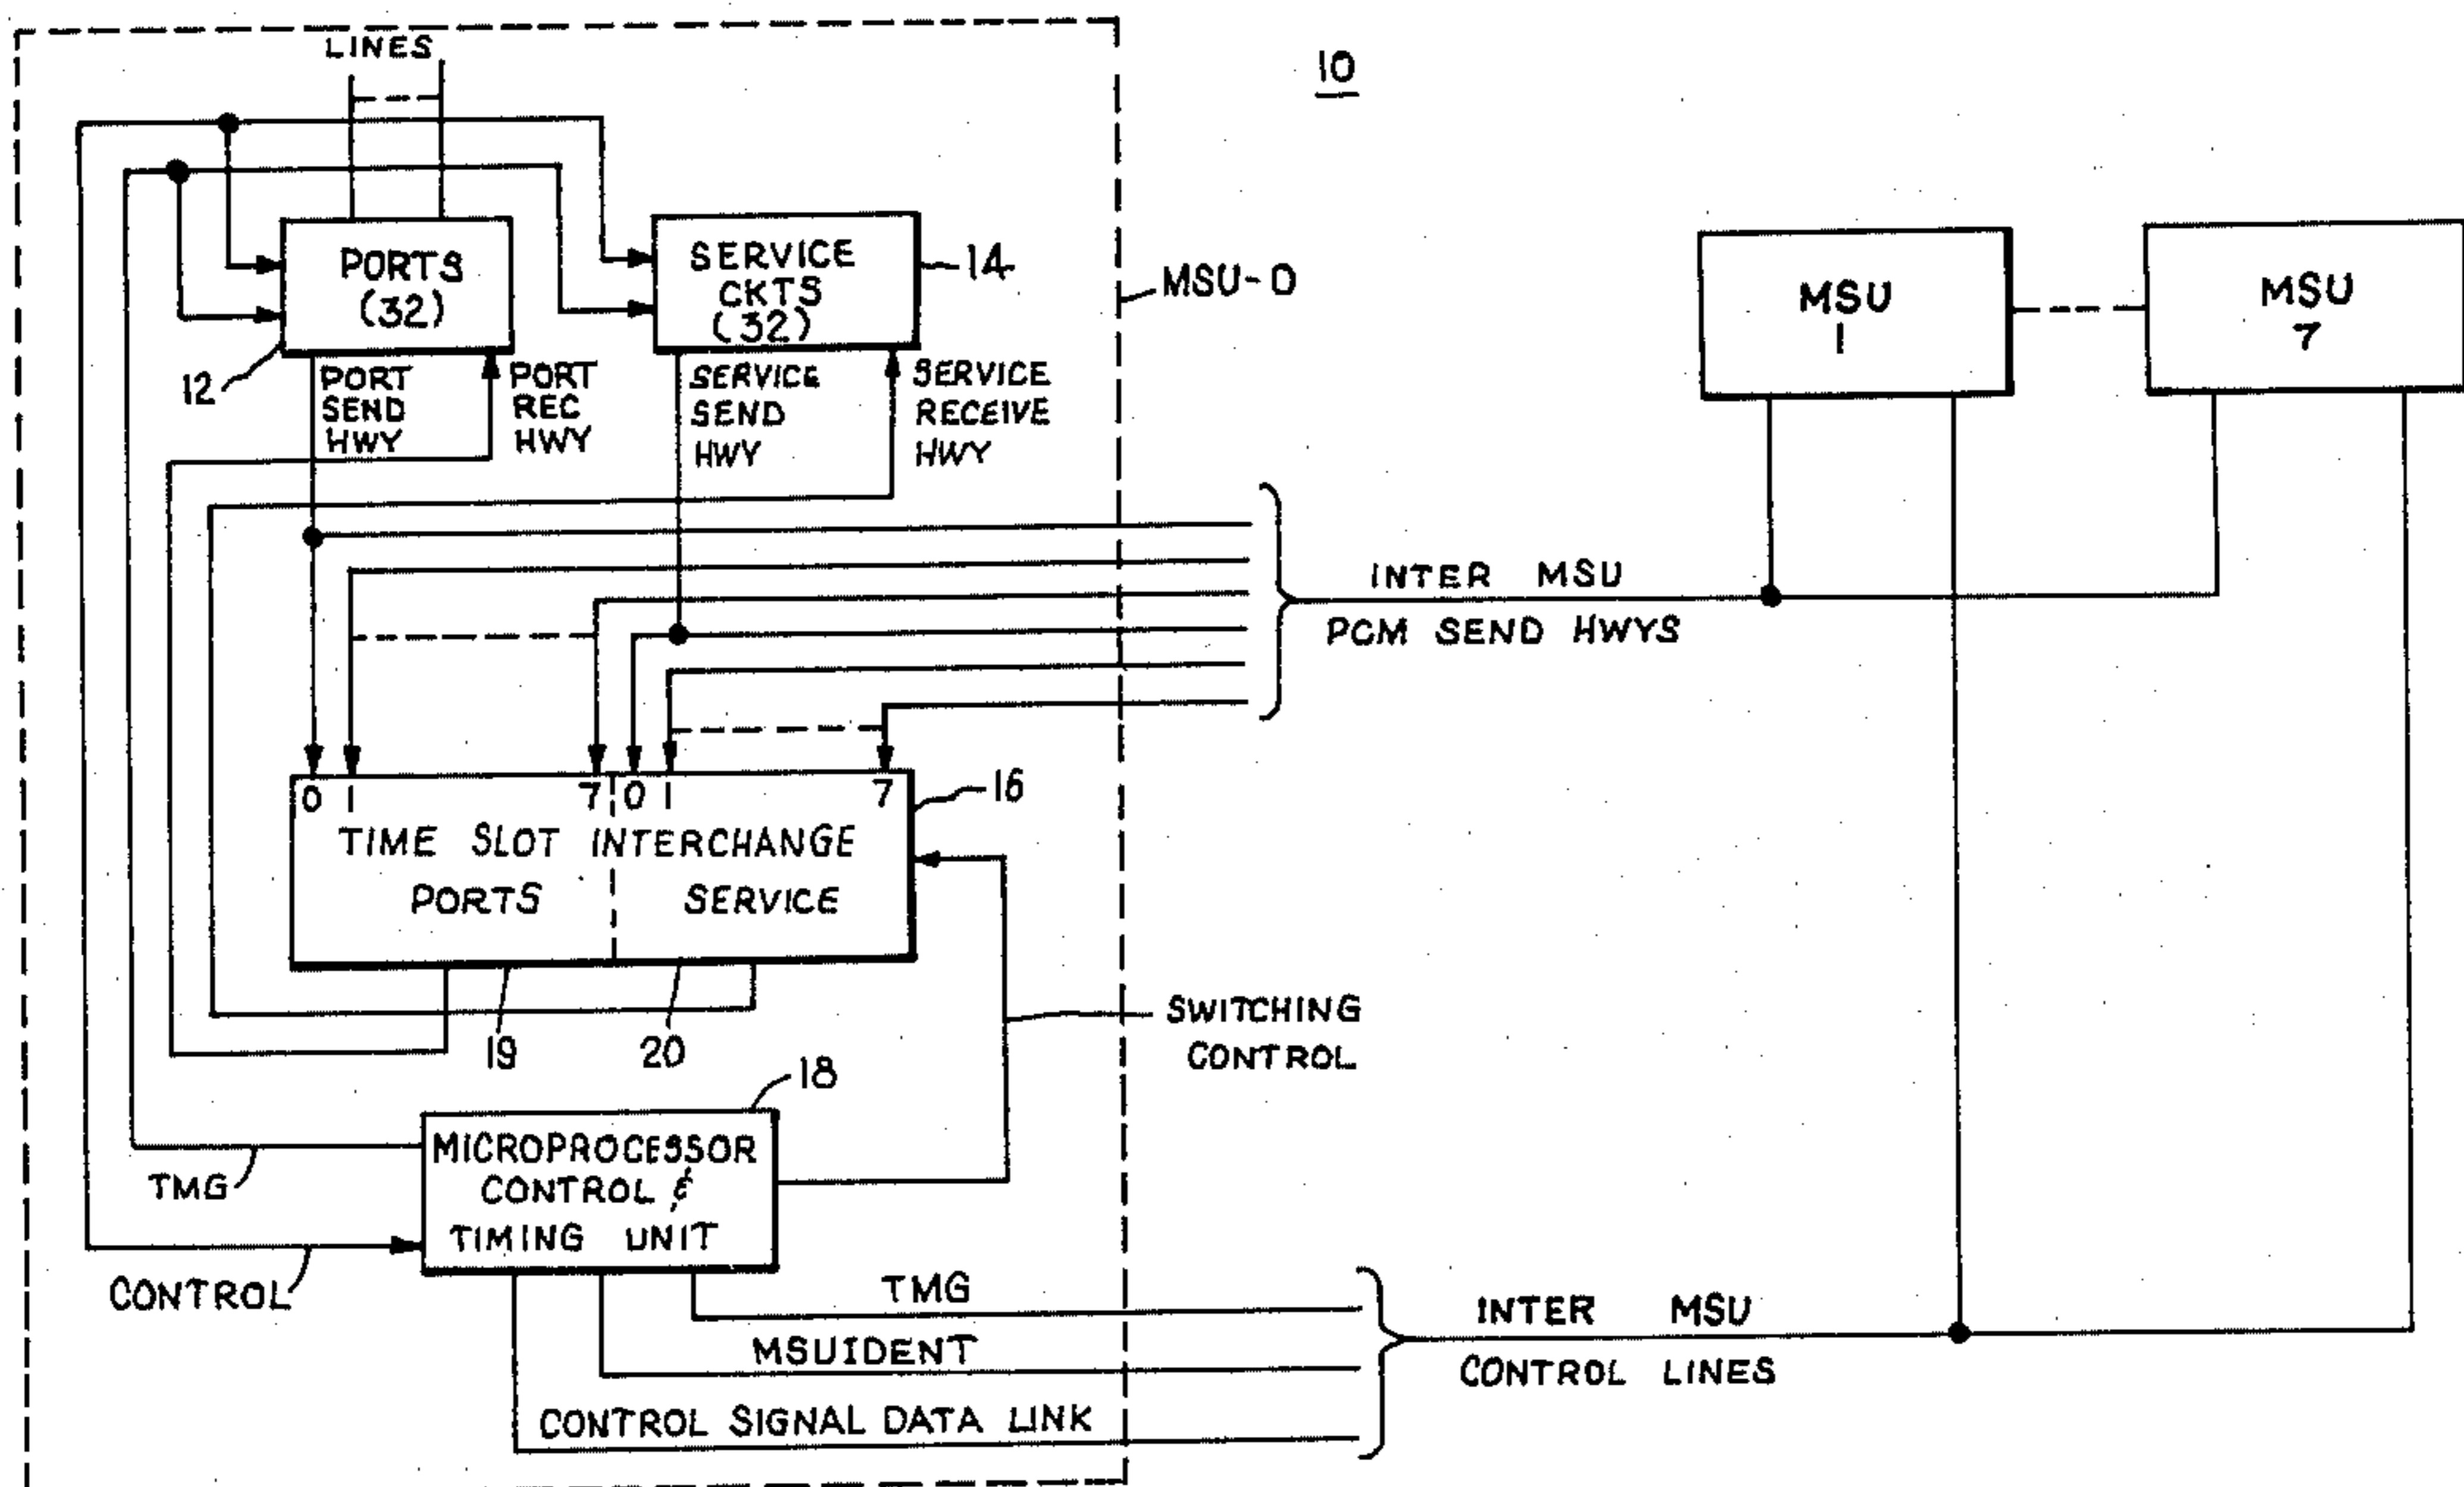 LINES
10
PORTS
(32)
SERVICE
CKTS
(32)
14
MSU-0
MSU
1
MSU
7
12
PORT
SEND
HWY
PORT
REC
HWY
SERVICE
SEND
HWY
SERVICE
RECEIVE
HWY
INTER MSU
PCM SEND HWYS
0 1 7 0 1 7
16
TIME SLOT INTERCHANGE
PORTS SERVICE
19 20
SWITCHING
CONTROL
18
MICROPROCESSOR
CONTROL &
TIMING UNIT
TMG
CONTROL
TMG
MSUIDENT
CONTROL SIGNAL DATA LINK
INTER MSU
CONTROL LINES